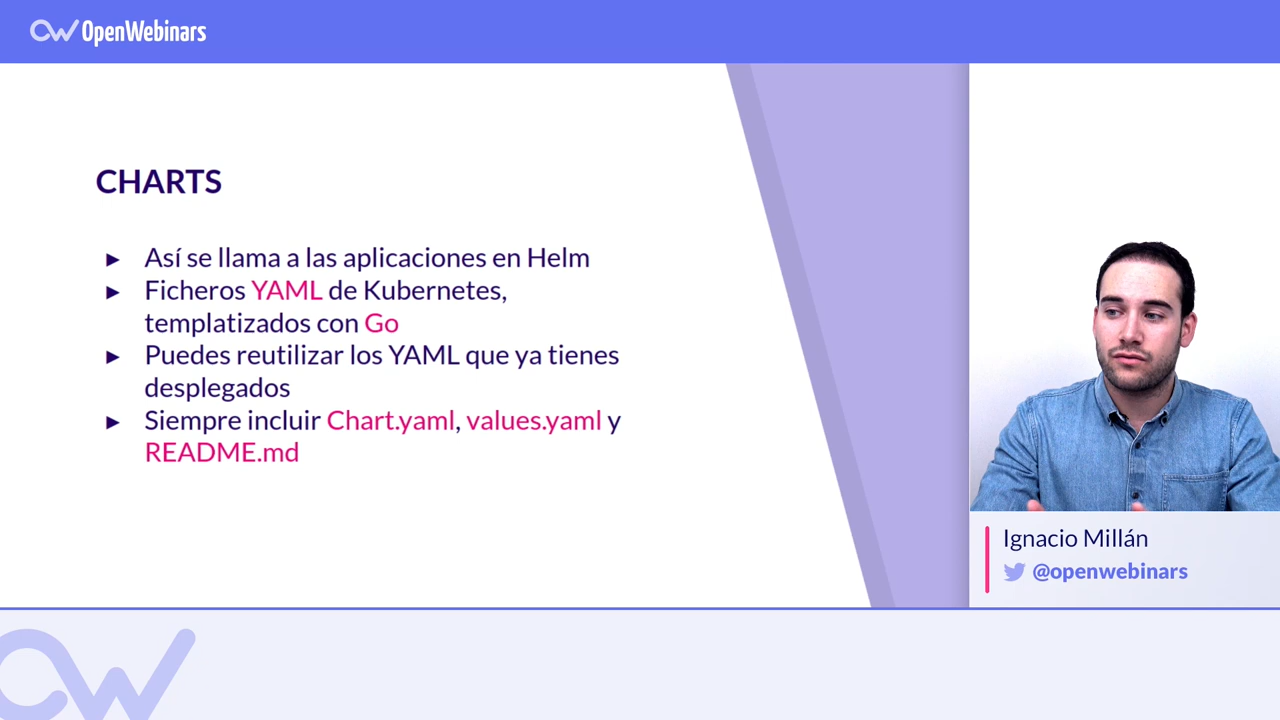 OpenWebinars
CHARTS
► Así se llama a las aplicaciones en Helm
► Ficheros YAML de Kubernetes,
templatizados con Go
► Puedes reutilizar los YAML que ya tienes
desplegados
► Siempre incluir Chart.yaml, values.yaml y
README.md
Ignacio Millán
@openwebinars